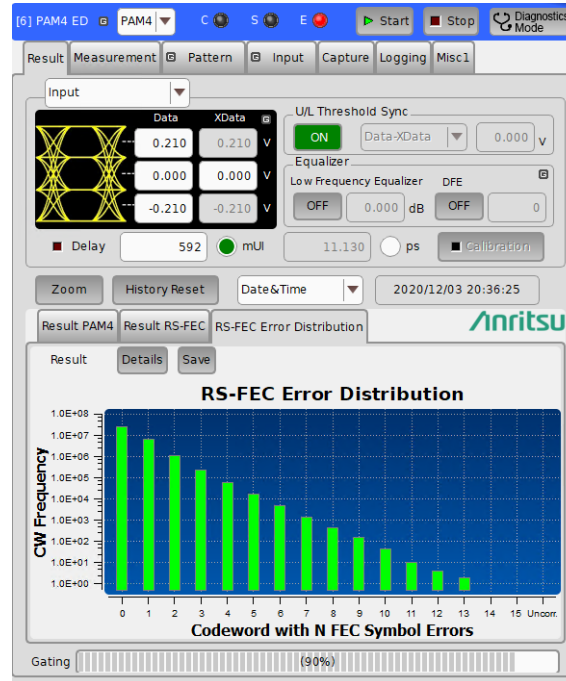 [6] PAM4 ED G PAM4 C S E Start Stop Diagnostics Mode
Result Measurement G Pattern G Input Capture Logging Misc1
Input
Data XData G
0.210 0.210 V
0.000 0.000 V
-0.210 -0.210 V
U/L Threshold Sync
ON Data-XData 0.000 V
Equalizer
Low Frequency Equalizer DFE G
OFF 0.000 dB OFF 0
Delay 592 mUI 11.130 ps Calibration
Zoom History Reset Date&Time 2020/12/03 20:36:25
Result PAM4 Result RS-FEC RS-FEC Error Distribution Anritsu
Result Details Save
RS-FEC Error Distribution
CW Frequency
1.0E+08
1.0E+07
1.0E+06
1.0E+05
1.0E+04
1.0E+03
1.0E+02
1.0E+01
1.0E+00
0 1 2 3 4 5 6 7 8 9 10 11 12 13 14 15 Uncorr.
Codeword with N FEC Symbol Errors
Gating (90%)